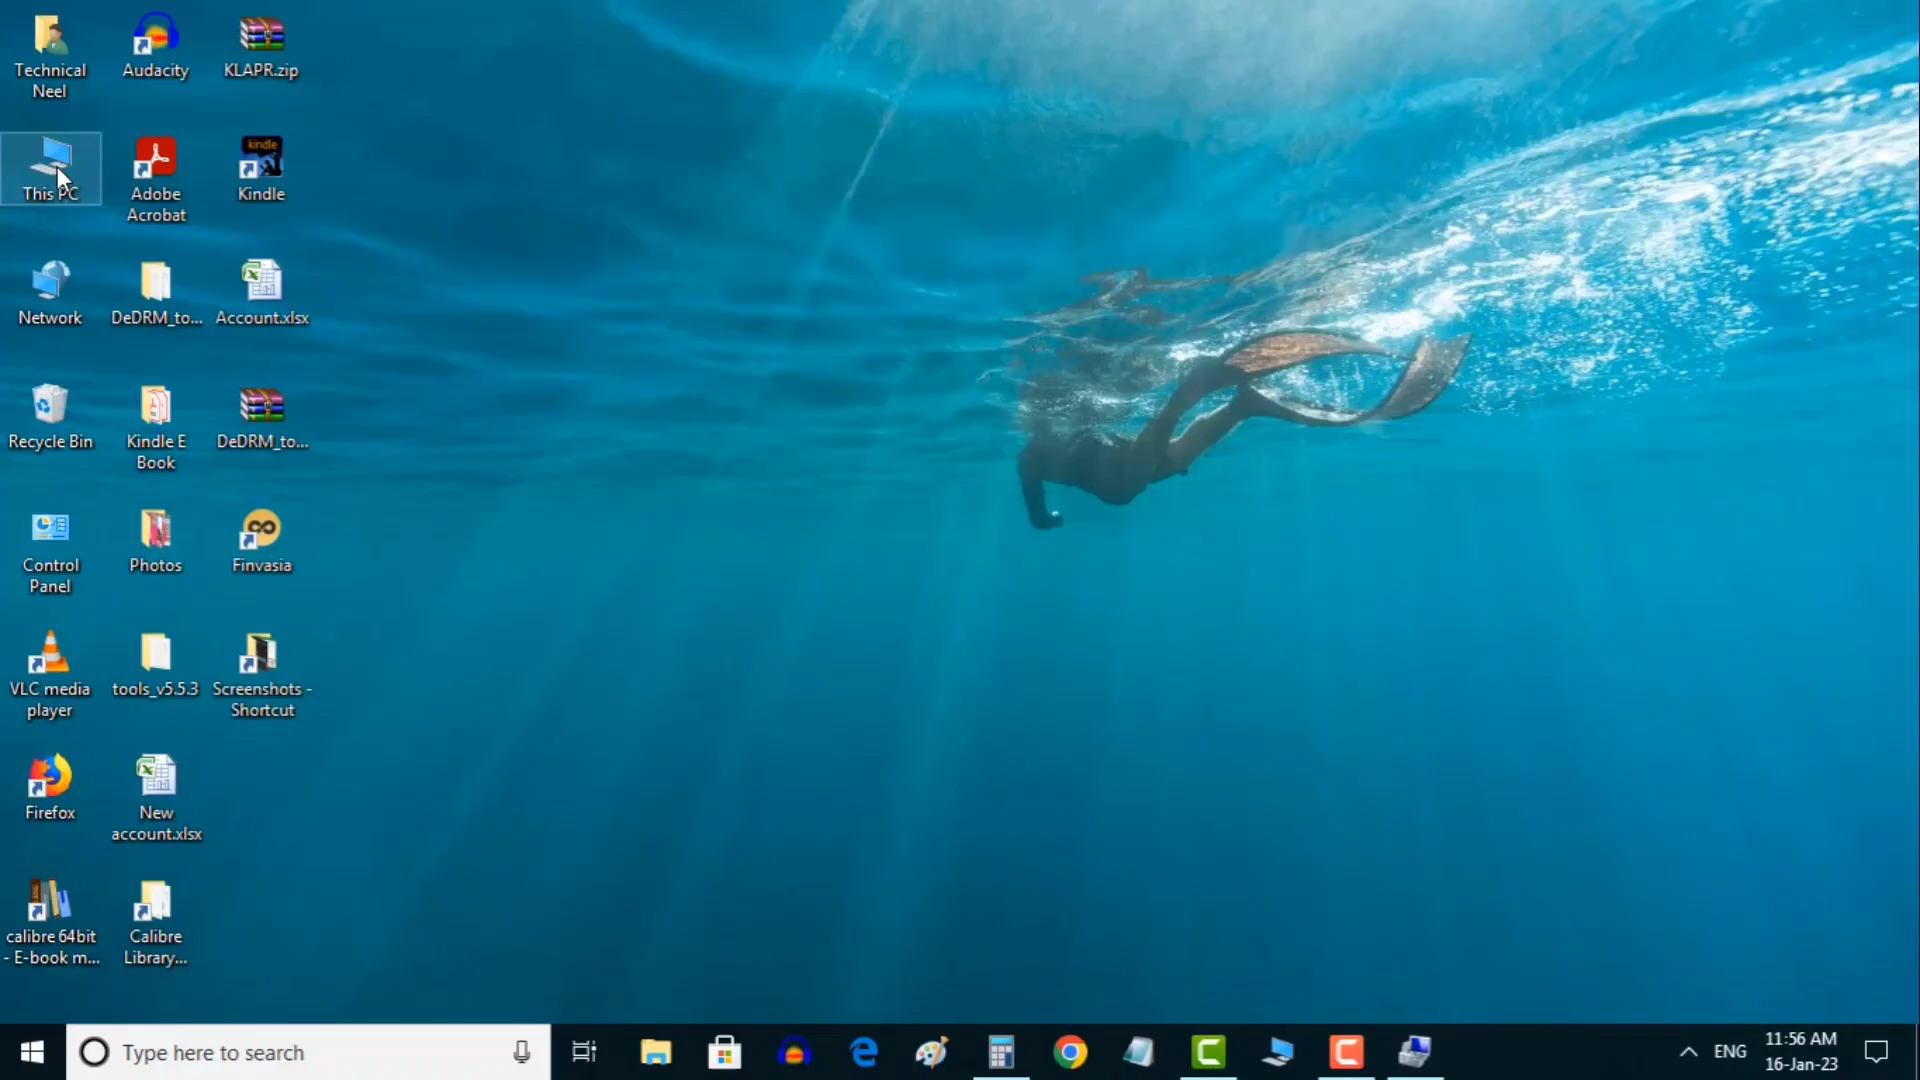 Technical
Neel
Audacity
KLAPR.zip
This PC
Adobe
Acrobat
kindle
Kindle
Network
DeDRM_to...
Account.xlsx
Recycle Bin
Kindle E
Book
DeDRM_to...
Control
Panel
Photos
Finvasia
VLC media
player
tools_v5.5.3
Screenshots -
Shortcut
Firefox
New
account.xlsx
calibre 64bit
- E-book m...
Calibre
Library...
Type here to search
ENG
11:56 AM
16-Jan-23